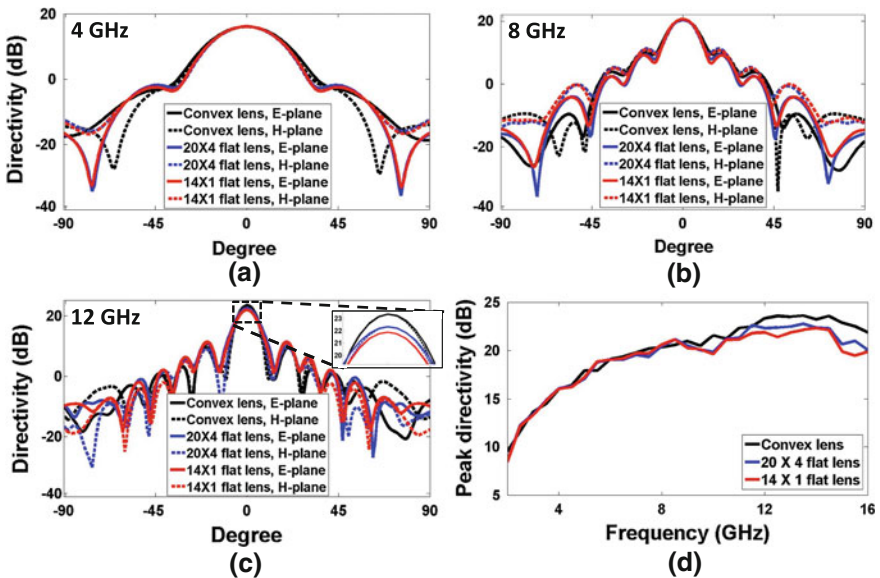 4 GHz
Directivity (dB)
20
0
-20
-40
-90
-45
0
45
90
Convex lens, E-plane
Convex lens, H-plane
20X4 flat lens, E-plane
20X4 flat lens, H-plane
14X1 flat lens, E-plane
14X1 flat lens, H-plane
Degree
(a)
8 GHz
Directivity (dB)
20
0
-20
-40
-90
-45
0
45
90
Convex lens, E-plane
Convex lens, H-plane
20X4 flat lens, E-plane
20X4 flat lens, H-plane
14X1 flat lens, E-plane
14X1 flat lens, H-plane
Degree
(b)
12 GHz
Directivity (dB)
20
0
-20
-40
-90
-45
0
45
90
23
22
21
20
Convex lens, E-plane
Convex lens, H-plane
20X4 flat lens, E-plane
20X4 flat lens, H-plane
14X1 flat lens, E-plane
14X1 flat lens, H-plane
Degree
(c)
Peak directivity (dB)
25
20
15
10
5
4
8
12
16
Convex lens
20 X 4 flat lens
14 X 1 flat lens
Frequency (GHz)
(d)